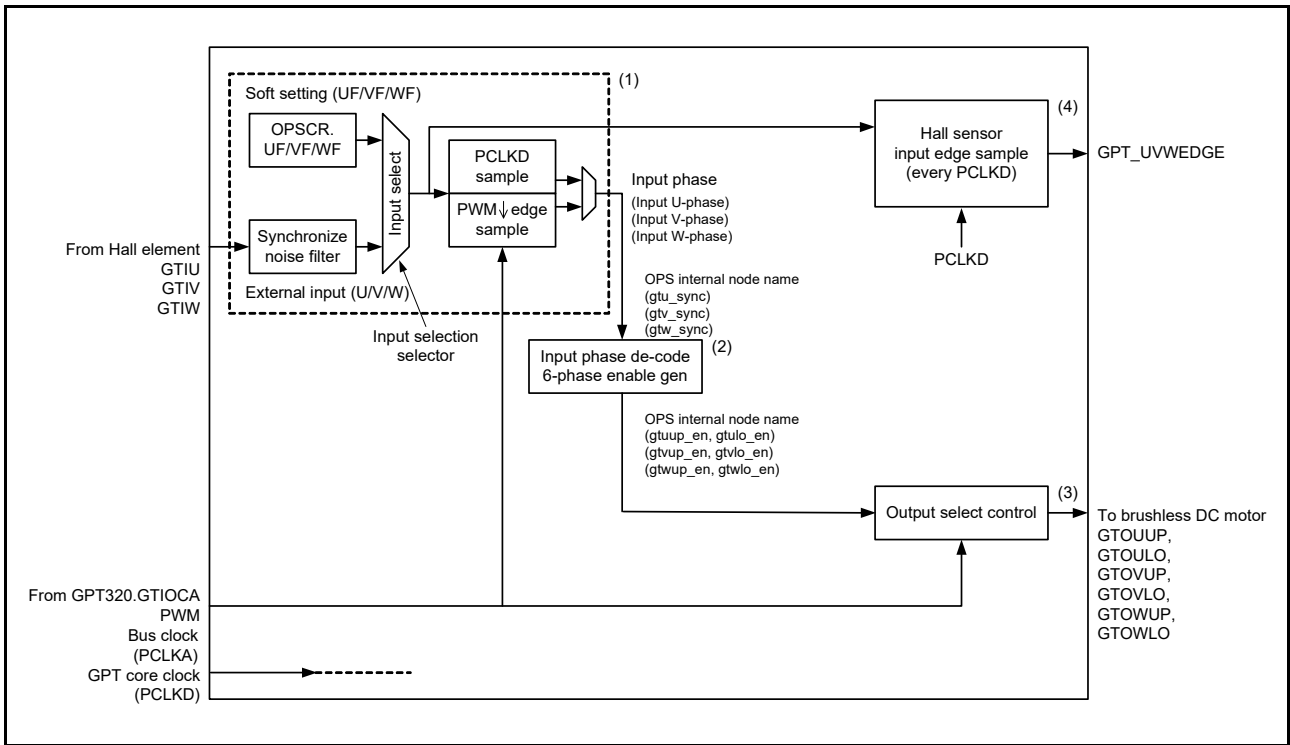 (1)
Soft setting (UF/VF/WF)
OPSCR.
UF/VF/WF
Input select
Synchronize
noise filter
External input (U/V/W)
Input selection
selector
PCLKD
sample
PWM↓edge
sample
Input phase
(Input U-phase)
(Input V-phase)
(Input W-phase)
(4)
Hall sensor
input edge sample
(every PCLKD)
GPT_UVWEDGE
PCLKD
From Hall element
GTIU
GTIV
GTIW
OPS internal node name
(gtu_sync)
(gtv_sync)
(gtw_sync)
(2)
Input phase de-code
6-phase enable gen
OPS internal node name
(gtuup_en, gtulo_en)
(gtvup_en, gtvlo_en)
(gtwup_en, gtwlo_en)
(3)
Output select control
To brushless DC motor
GTOUUP,
GTOULO,
GTOVUP,
GTOVLO,
GTOWUP,
GTOWLO
From GPT320.GTIOCA
PWM
Bus clock
(PCLKA)
GPT core clock
(PCLKD)